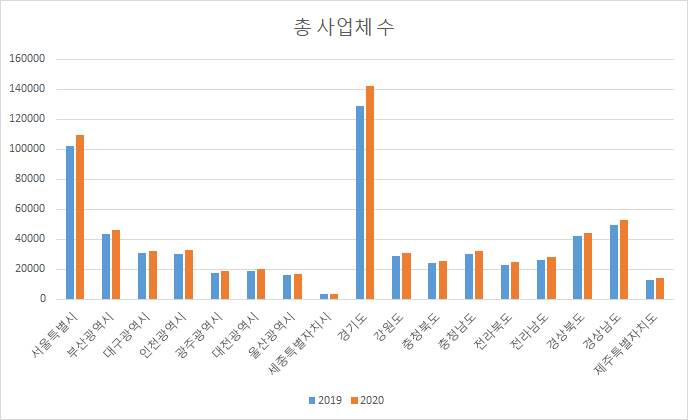 총 사업체 수
160000
140000
120000
100000
80000
60000
40000
20000
0
서울특별시
부산광역시
대구광역시
인천광역시
광주광역시
대전광역시
울산광역시
세종특별자치시
경기도
강원도
충청북도
충청남도
전라북도
전라남도
경상북도
경상남도
제주특별자치도
2019
2020